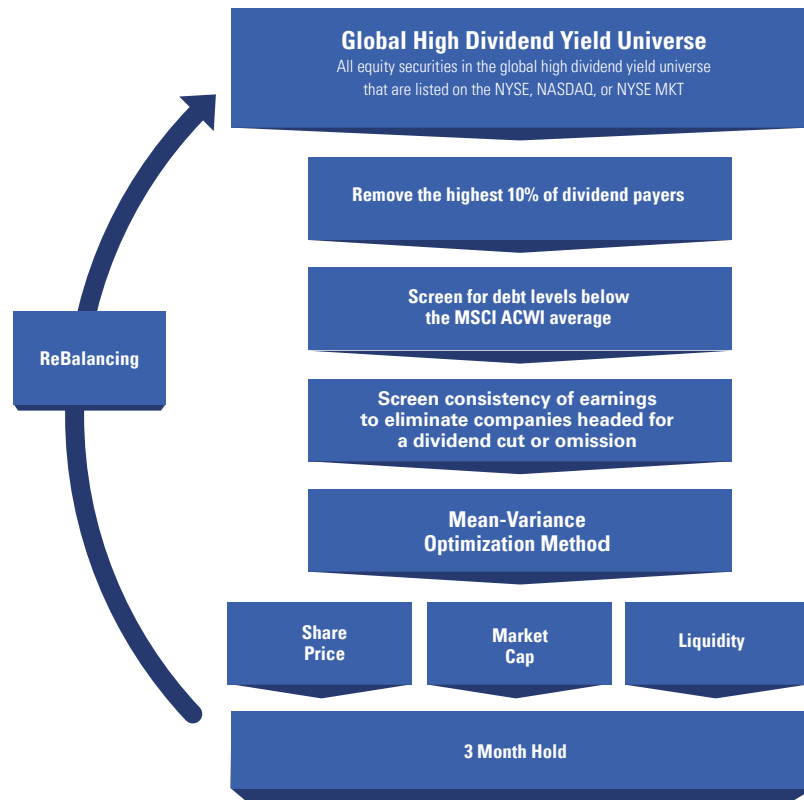 Global High Dividend Yield Universe
All equity securities in the global high dividend yield universe
that are listed on the NYSE, NASDAQ, or NYSE MKT
Remove the highest 10% of dividend payers
Screen for debt levels below
the MSCI ACWI average
ReBalancing
Screen consistency of earnings
to eliminate companies headed for
a dividend cut or omission
Mean-Variance
Optimization Method
Share
Price
Market
Cap
Liquidity
3 Month Hold